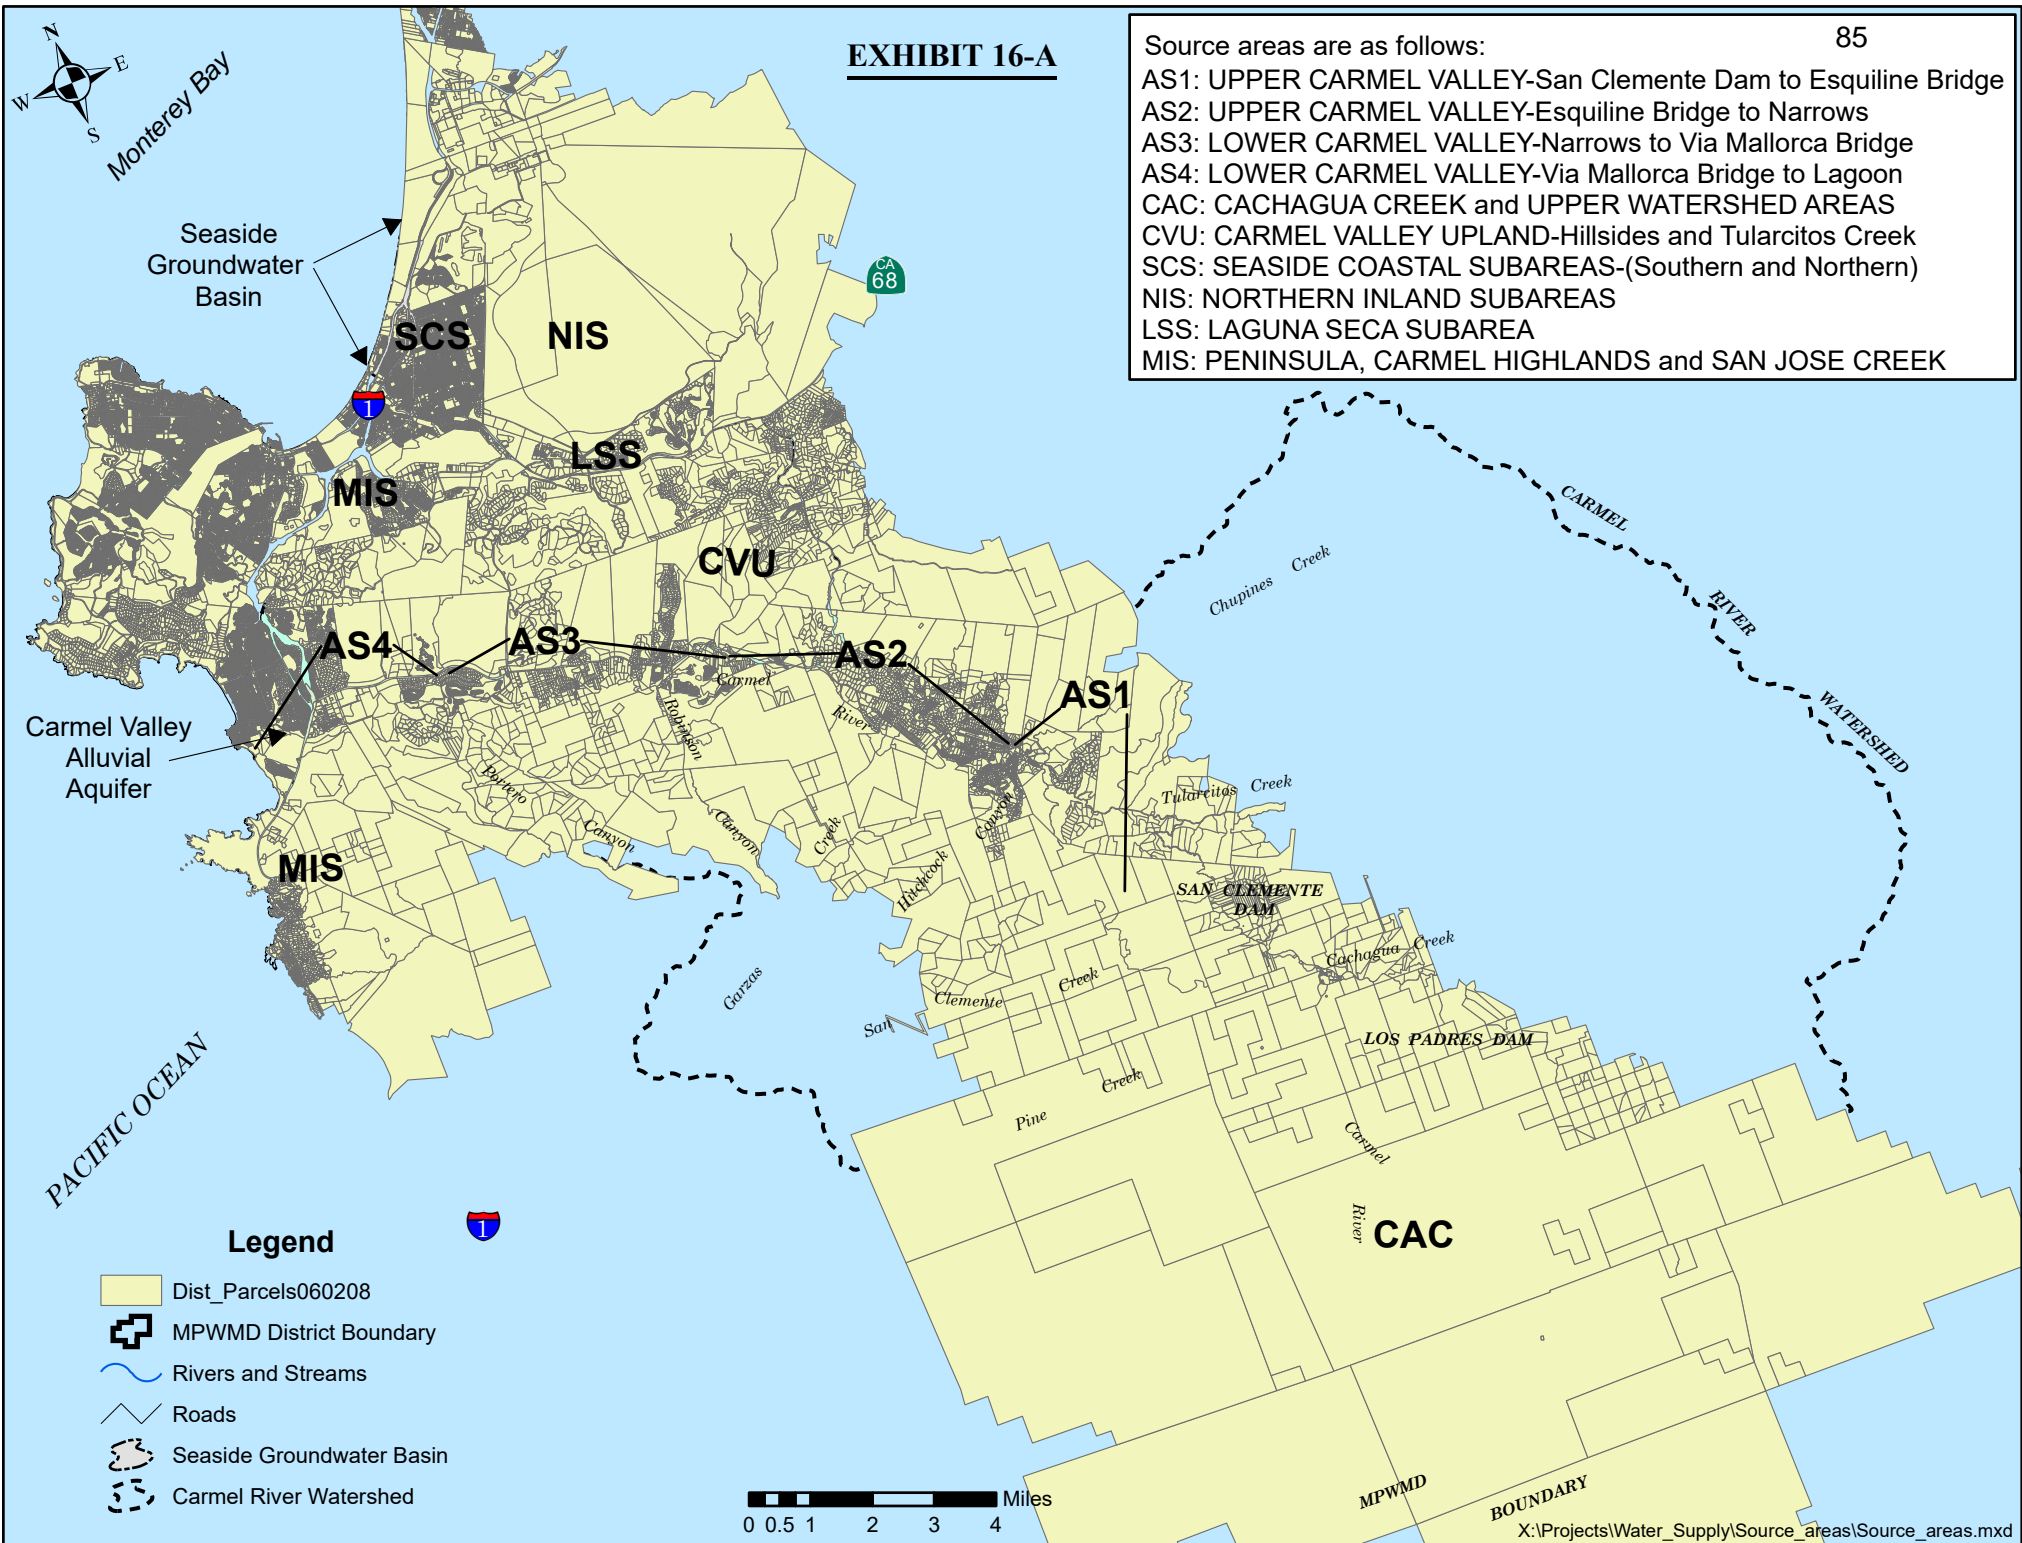 EXHIBIT 16-A
85
Source areas are as follows:
AS1: UPPER CARMEL VALLEY-San Clemente Dam to Esquiline Bridge
AS2: UPPER CARMEL VALLEY-Esquiline Bridge to Narrows
AS3: LOWER CARMEL VALLEY-Narrows to Via Mallorca Bridge
AS4: LOWER CARMEL VALLEY-Via Mallorca Bridge to Lagoon
CAC: CACHAGUA CREEK and UPPER WATERSHED AREAS
CVU: CARMEL VALLEY UPLAND-Hillsides and Tularcitos Creek
SCS: SEASIDE COASTAL SUBAREAS-(Southern and Northern)
NIS: NORTHERN INLAND SUBAREAS
LSS: LAGUNA SECA SUBAREA
MIS: PENINSULA, CARMEL HIGHLANDS and SAN JOSE CREEK
N
E
W
S
Monterey Bay
Seaside
Groundwater
Basin
CA
68
SCS
NIS
1
LSS
MIS
CVU
CARMEL
RIVER
WATERSHED
Chupines Creek
AS4
AS3
AS2
AS1
Carmel
River
Robinson
Canyon
Carmel Valley
Alluvial
Aquifer
Portero
Canyon
Creek
Canyon
Hitchcock
Tularcitos Creek
MIS
SAN CLEMENTE
DAM
Cachagua Creek
Garzas
San
Clemente
Creek
LOS PADRES DAM
Pine
Creek
Carmel
River
CAC
PACIFIC OCEAN
1
Legend
Dist_Parcels060208
MPWMD District Boundary
Rivers and Streams
Roads
Seaside Groundwater Basin
Carmel River Watershed
Miles
0 0.5 1 2 3 4
MPWMD
BOUNDARY
X:\Projects\Water_Supply\Source_areas\Source_areas.mxd